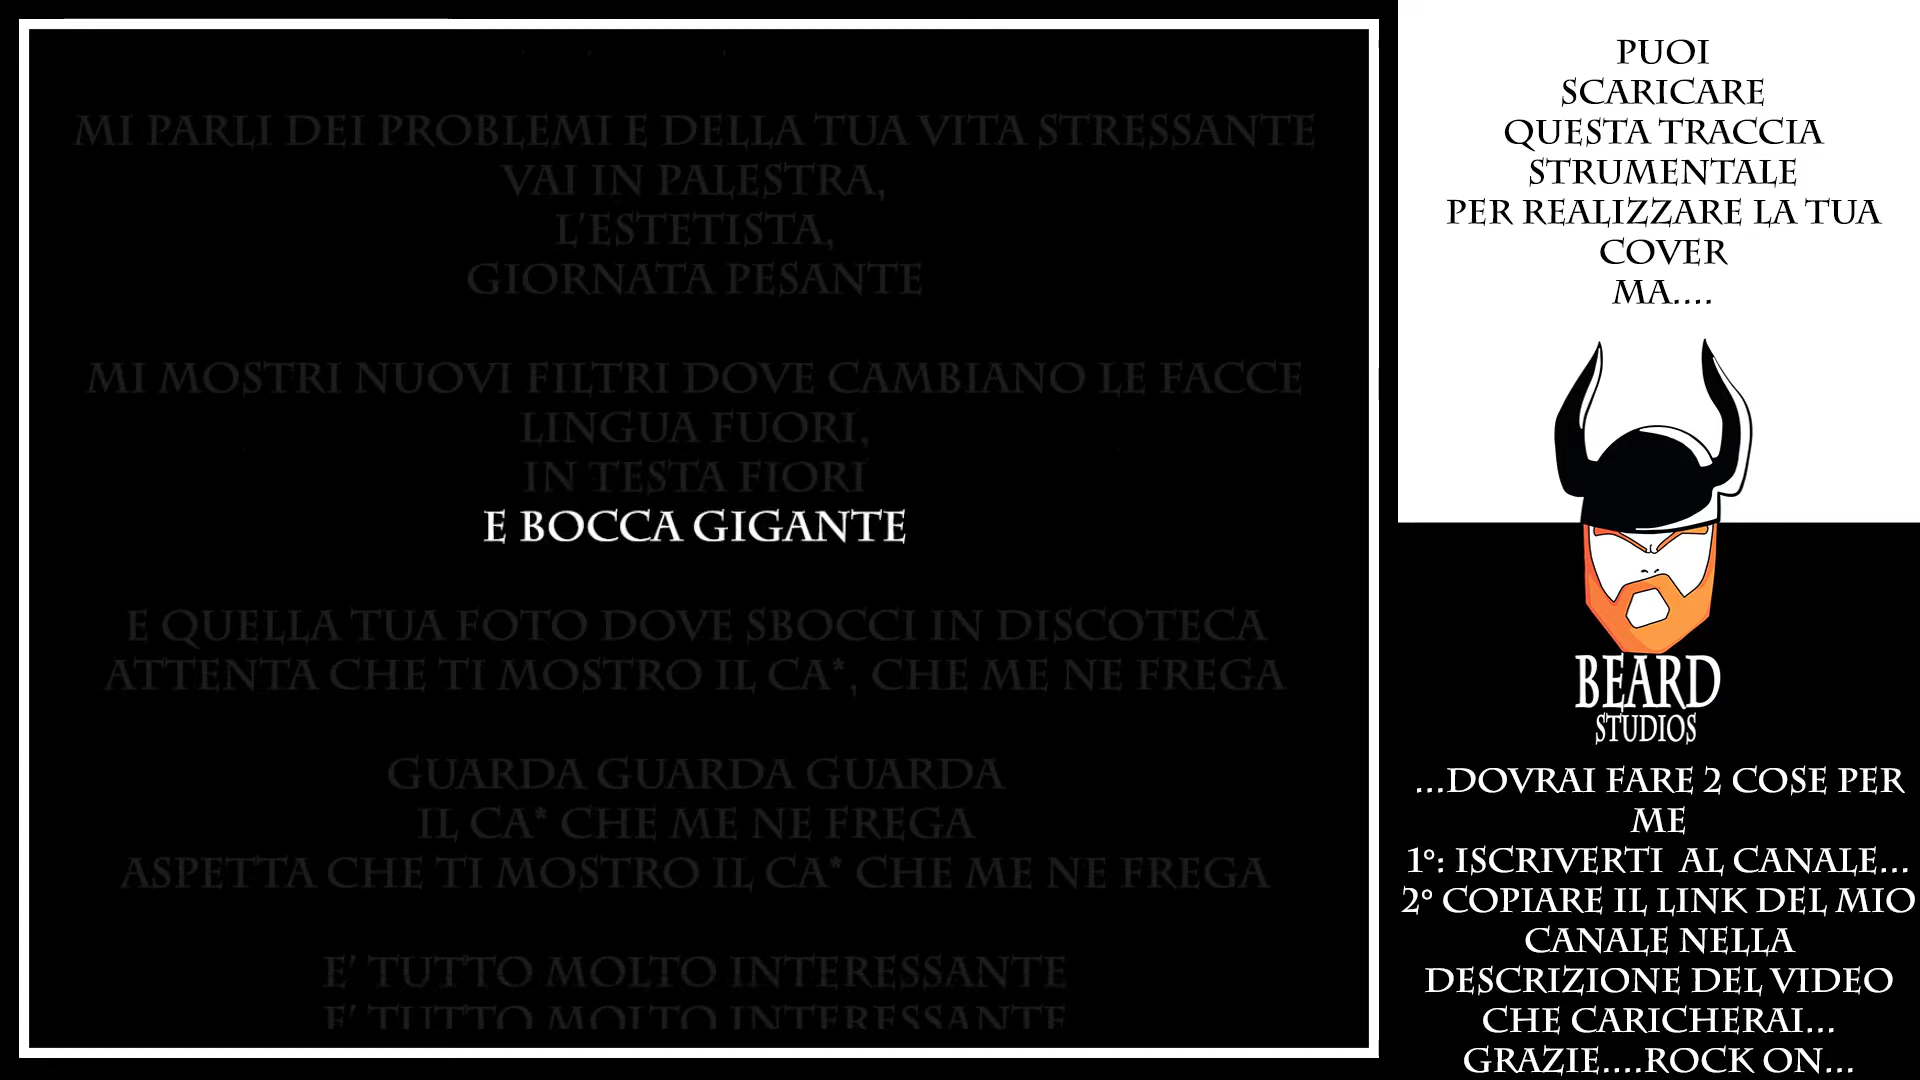 MI PARLI DEI PROBLEMI E DELLA TUA VITA STRESSANTE
VAI IN PALESTRA,
L'ESTETISTA,
GIORNATA PESANTE
MI MOSTRI NUOVI FILTRI DOVE CAMBIANO LE FACCE
LINGUA FUORI,
IN TESTA FIORI
E BOCCA GIGANTE
E QUELLA TUA FOTO DOVE SBOCCI IN DISCOTECA
ATTENTA CHE TI MOSTRO IL CA*, CHE ME NE FREGA
GUARDA GUARDA GUARDA
IL CA* CHE ME NE FREGA
ASPETTA CHE TI MOSTRO IL CA* CHE ME NE FREGA
E' TUTTO MOLTO INTERESSANTE
E' TUTTO MOLTO INTERESSANTE
PUOI
SCARICARE
QUESTA TRACCIA
STRUMENTALE
PER REALIZZARE LA TUA
COVER
MA....
BEARD
STUDIOS
...DOVRAI FARE 2 COSE PER
ME
1°: ISCRIVERTI AL CANALE...
2° COPIARE IL LINK DEL MIO
CANALE NELLA
DESCRIZIONE DEL VIDEO
CHE CARICHERAI...
GRAZIE....ROCK ON...